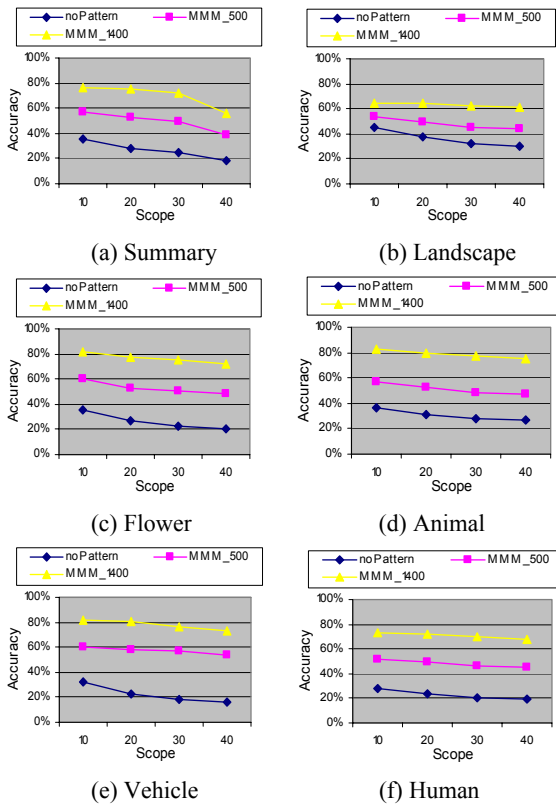 noPattern MMM_500 noPattern MMM_500
MMM_1400 MMM_1400
100% 100%
80% 80%
60% 60%
40% 40%
20% 20%
0% 0%
Accuracy Accuracy
10 20 30 40 10 20 30 40
Scope Scope
(a) Summary (b) Landscape
noPattern MMM_500 noPattern MMM_500
MMM_1400 MMM_1400
100% 100%
80% 80%
60% 60%
40% 40%
20% 20%
0% 0%
Accuracy Accuracy
10 20 30 40 10 20 30 40
Scope Scope
(c) Flower (d) Animal
noPattern MMM_500 noPattern MMM_500
MMM_1400 MMM_1400
100% 100%
80% 80%
60% 60%
40% 40%
20% 20%
0% 0%
Accuracy Accuracy
10 20 30 40 10 20 30 40
Scope Scope
(e) Vehicle (f) Human